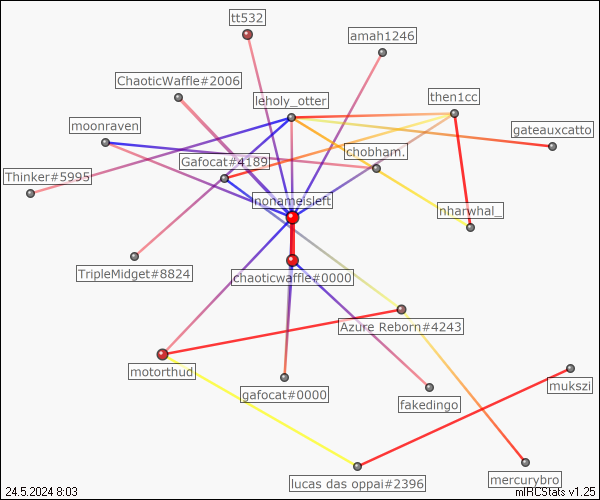 tt532
amah1246
ChaoticWaffle#2006
leholy_otter
then1cc
moonraven
gateauxcatto
chobham.
Gafocat#4189
Thinker#5995
nonameisleft
nharwhal_
TripleMidget#8824
chaoticwaffle#0000
Azure Reborn#4243
motorthud
mukszi
gafocat#0000
fakedingo
mercurybro
lucas das oppai#2396
24.5.2024 8:03
mIRCStats v1.25